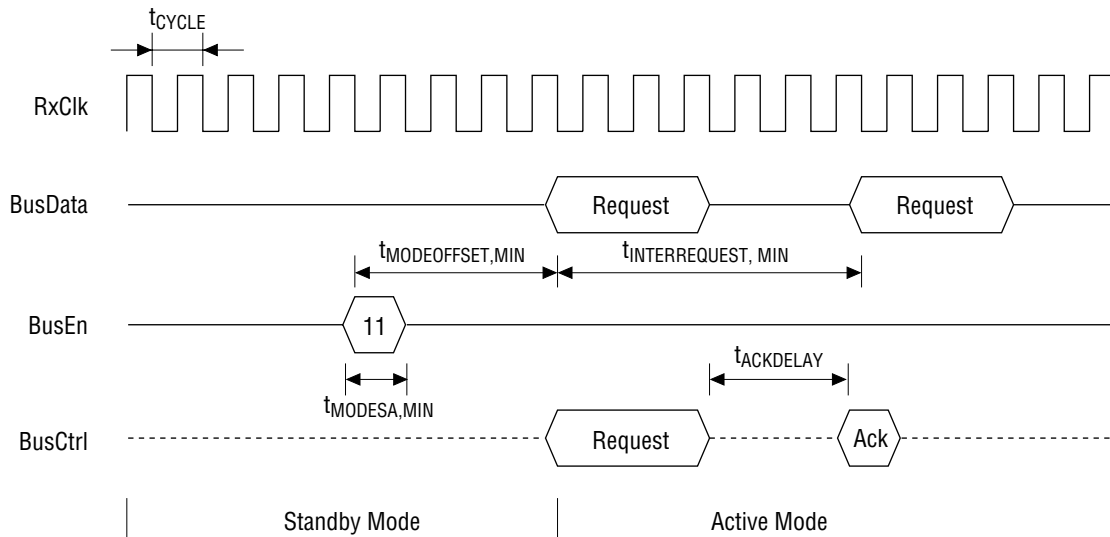 tCYCLE
RxClk
BusData
Request
Request
tMODEOFFSET,MIN
tINTERREQUEST, MIN
BusEn
11
tACKDELAY
tMODESA,MIN
BusCtrl
Request
Ack
Standby Mode
Active Mode